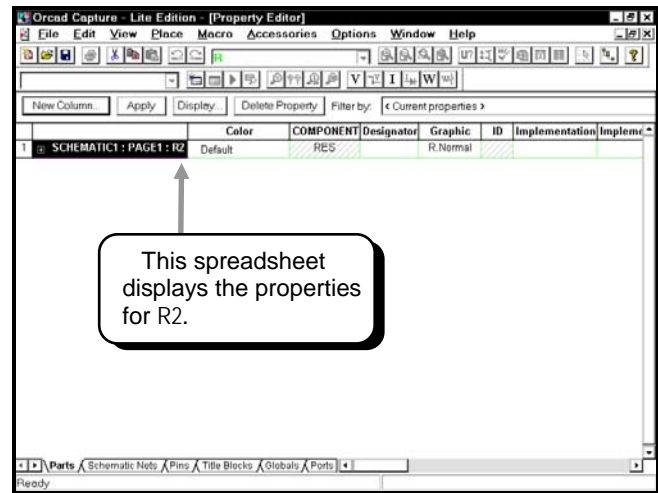 Orcad Capture - Lite Edition - [Property Editor]
File Edit View Place Macro Accessories Options Window Help
R U?
V I W
New Column... Apply Display... Delete Property Filter by: < Current properties >
Color COMPONENT Designator Graphic ID Implementation Impleme
1 SCHEMATIC1 : PAGE1 : R2 Default RES R.Normal
This spreadsheet
displays the properties
for R2.
Parts Schematic Nets Pins Title Blocks Globals Ports
Ready